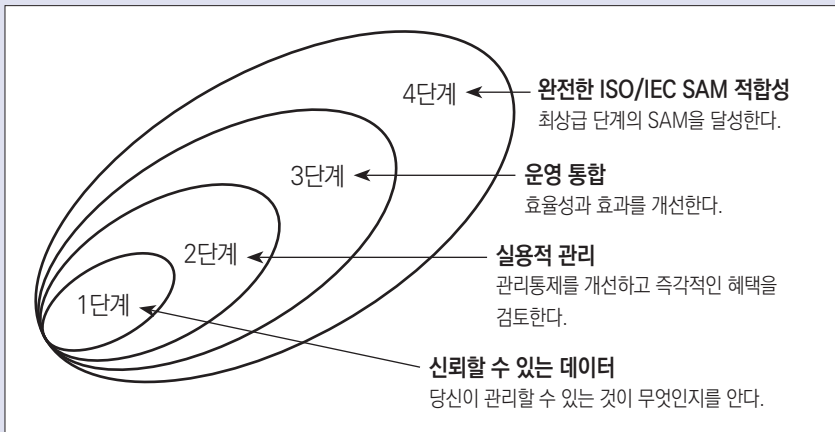 4단계
완전한 ISO/IEC SAM 적합성
최상급 단계의 SAM을 달성한다.
3단계
운영 통합
효율성과 효과를 개선한다.
2단계
실용적 관리
관리통제를 개선하고 즉각적인 혜택을
검토한다.
1단계
신뢰할 수 있는 데이터
당신이 관리할 수 있는 것이 무엇인지를 안다.